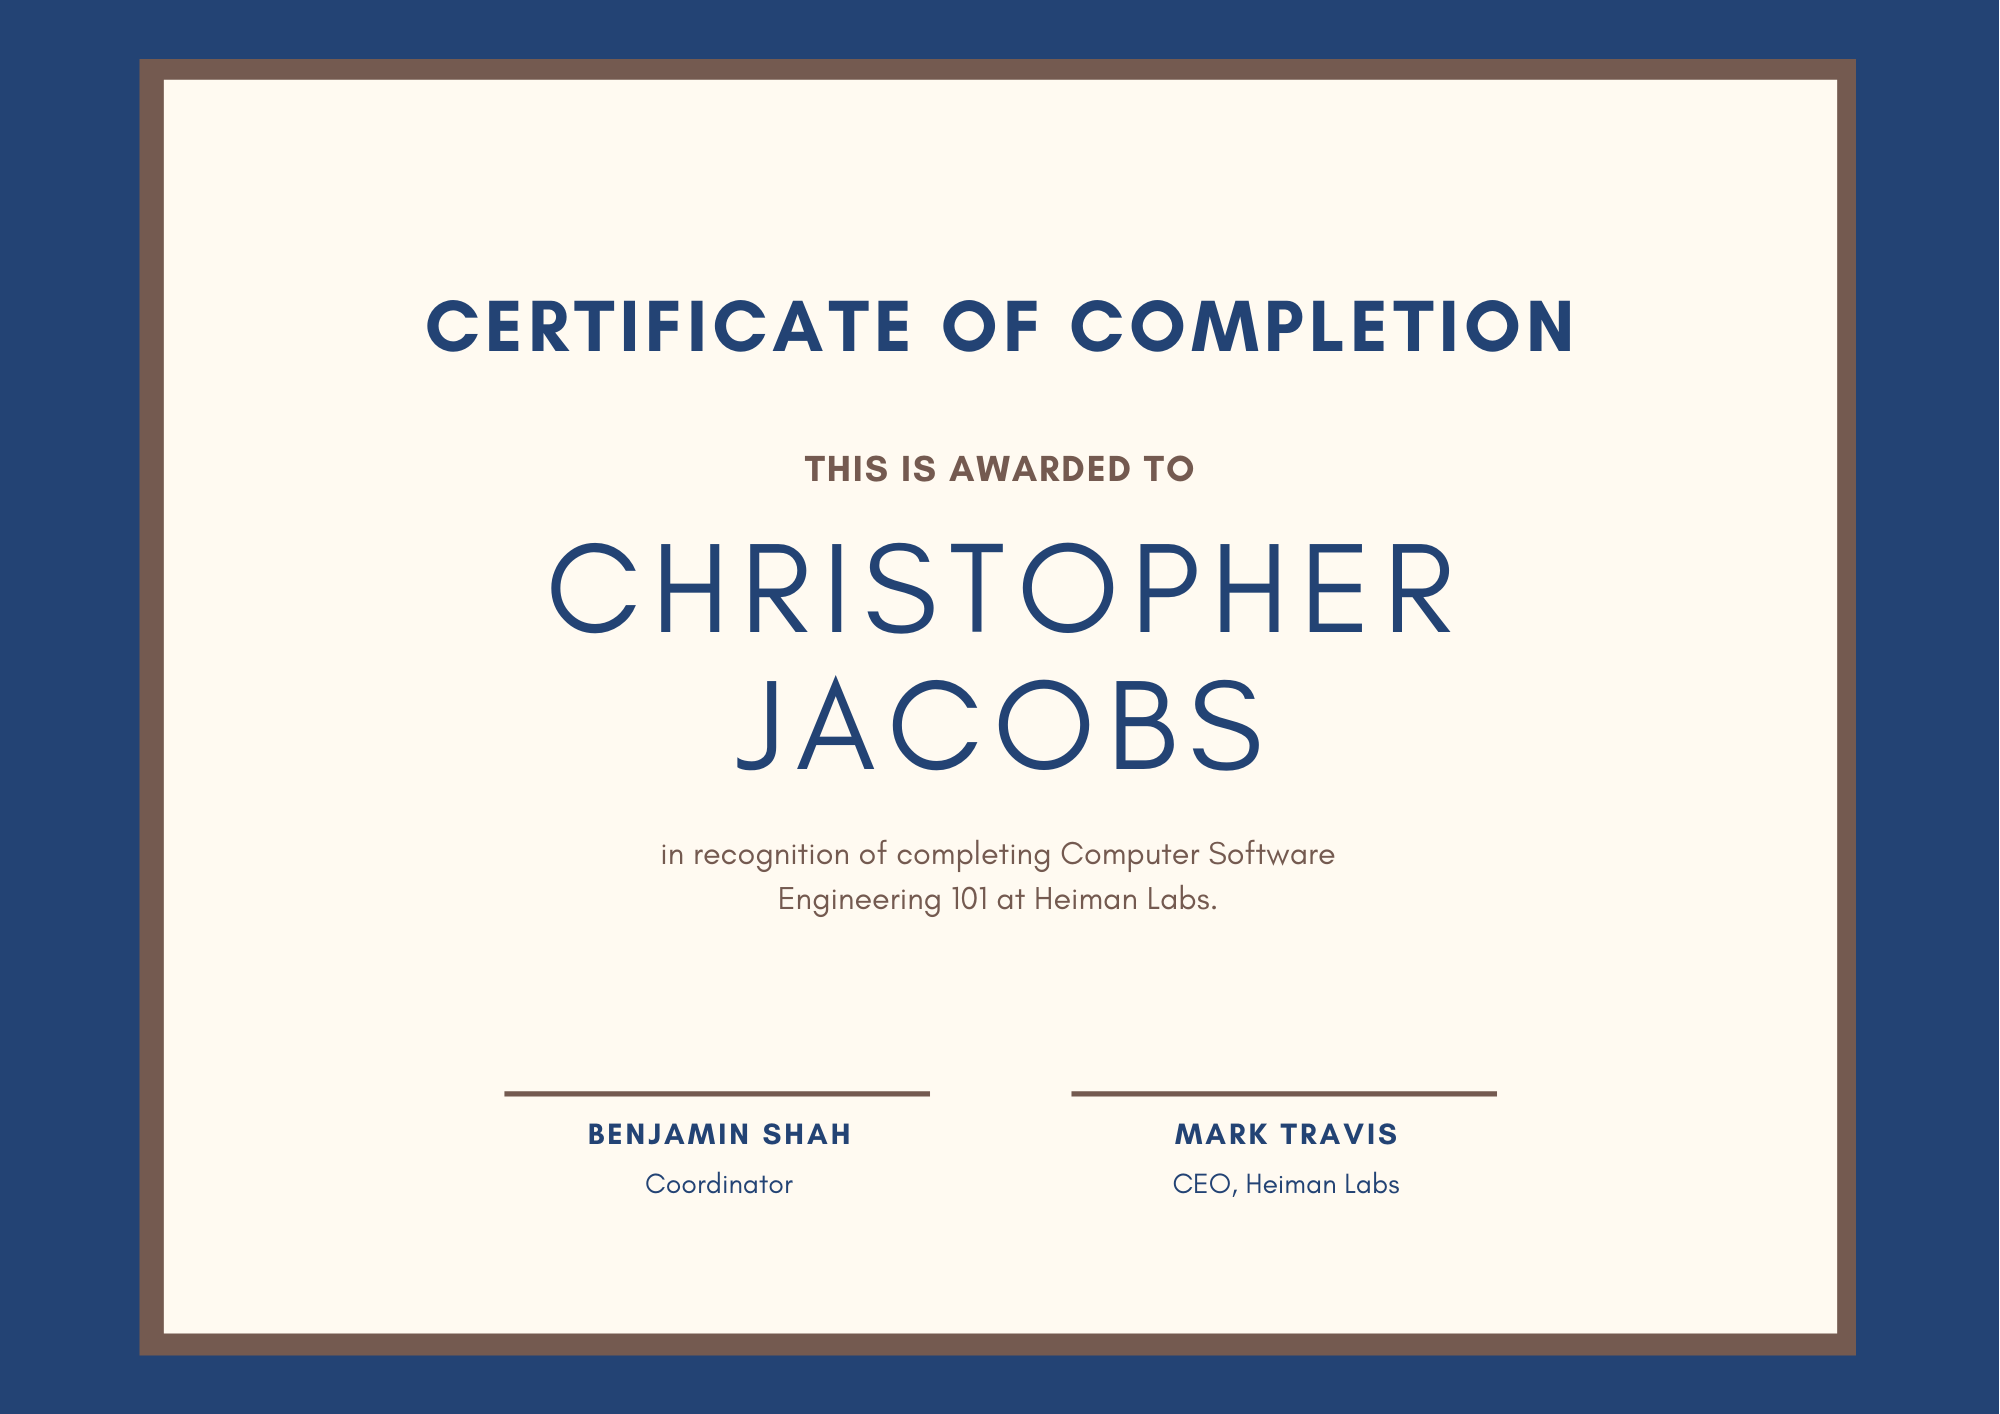 CERTIFICATE OF COMPLETION
THIS IS AWARDED TO
CHRISTOPHER
JACOBS
in recognition of completing Computer Software
Engineering 101 at Heiman Labs.
BENJAMIN SHAH
Coordinator
MARK TRAVIS
CEO, Heiman Labs